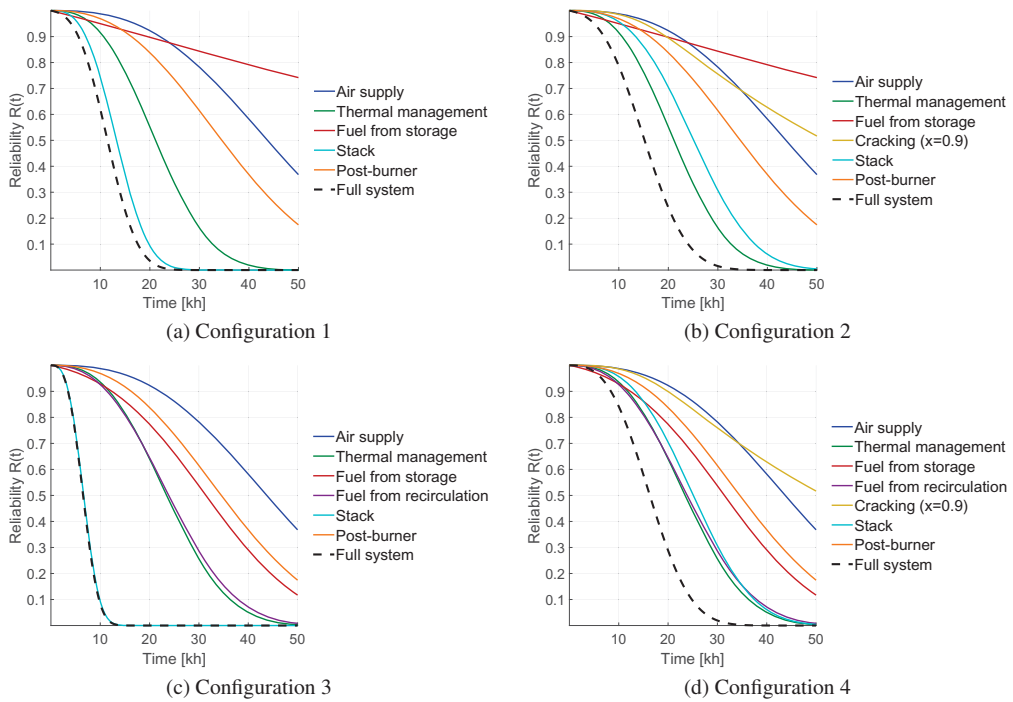 Reliability R(t)
0.9
0.8
0.7
0.6
0.5
0.4
0.3
0.2
0.1
10 20 30 40 50
Time [kh]
Air supply
Thermal management
Fuel from storage
Stack
Post-burner
Full system
(a) Configuration 1
Reliability R(t)
0.9
0.8
0.7
0.6
0.5
0.4
0.3
0.2
0.1
10 20 30 40 50
Time [kh]
Air supply
Thermal management
Fuel from storage
Cracking (x=0.9)
Stack
Post-burner
Full system
(b) Configuration 2
Reliability R(t)
0.9
0.8
0.7
0.6
0.5
0.4
0.3
0.2
0.1
10 20 30 40 50
Time [kh]
Air supply
Thermal management
Fuel from storage
Fuel from recirculation
Stack
Post-burner
Full system
(c) Configuration 3
Reliability R(t)
0.9
0.8
0.7
0.6
0.5
0.4
0.3
0.2
0.1
10 20 30 40 50
Time [kh]
Air supply
Thermal management
Fuel from storage
Fuel from recirculation
Cracking (x=0.9)
Stack
Post-burner
Full system
(d) Configuration 4